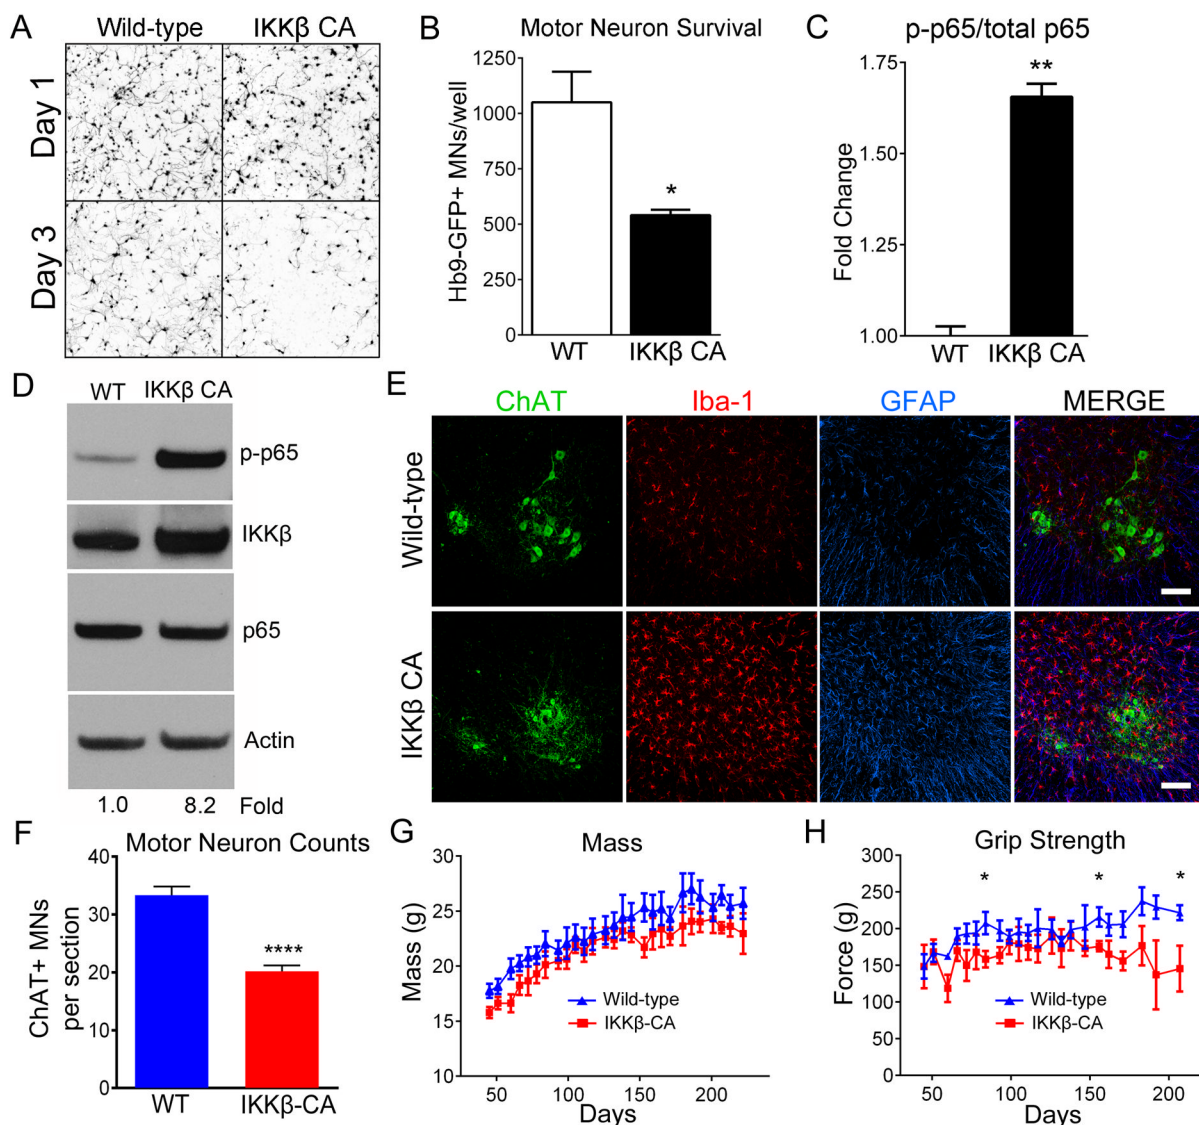 A
Wild-type
IKKβ CA
Day 1
Day 3
B
Motor Neuron Survival
Hb9-GFP+ MNs/well
1250
1000
750
500
250
0
*
WT
IKKβ CA
C
p-p65/total p65
Fold Change
1.75
1.50
1.25
1.00
**
WT
IKKβ CA
D
WT
IKKβ CA
p-p65
IKKβ
p65
Actin
1.0
8.2
Fold
E
ChAT
Iba-1
GFAP
MERGE
Wild-type
IKKβ CA
F
Motor Neuron Counts
ChAT+ MNs
per section
40
30
20
10
0
****
WT
IKKβ-CA
G
Mass
Mass (g)
30
25
20
15
10
Wild-type
IKKβ-CA
50
100
150
200
Days
H
Grip Strength
Force (g)
300
250
200
150
100
50
0
*
*
*
Wild-type
IKKβ-CA
50
100
150
200
Days